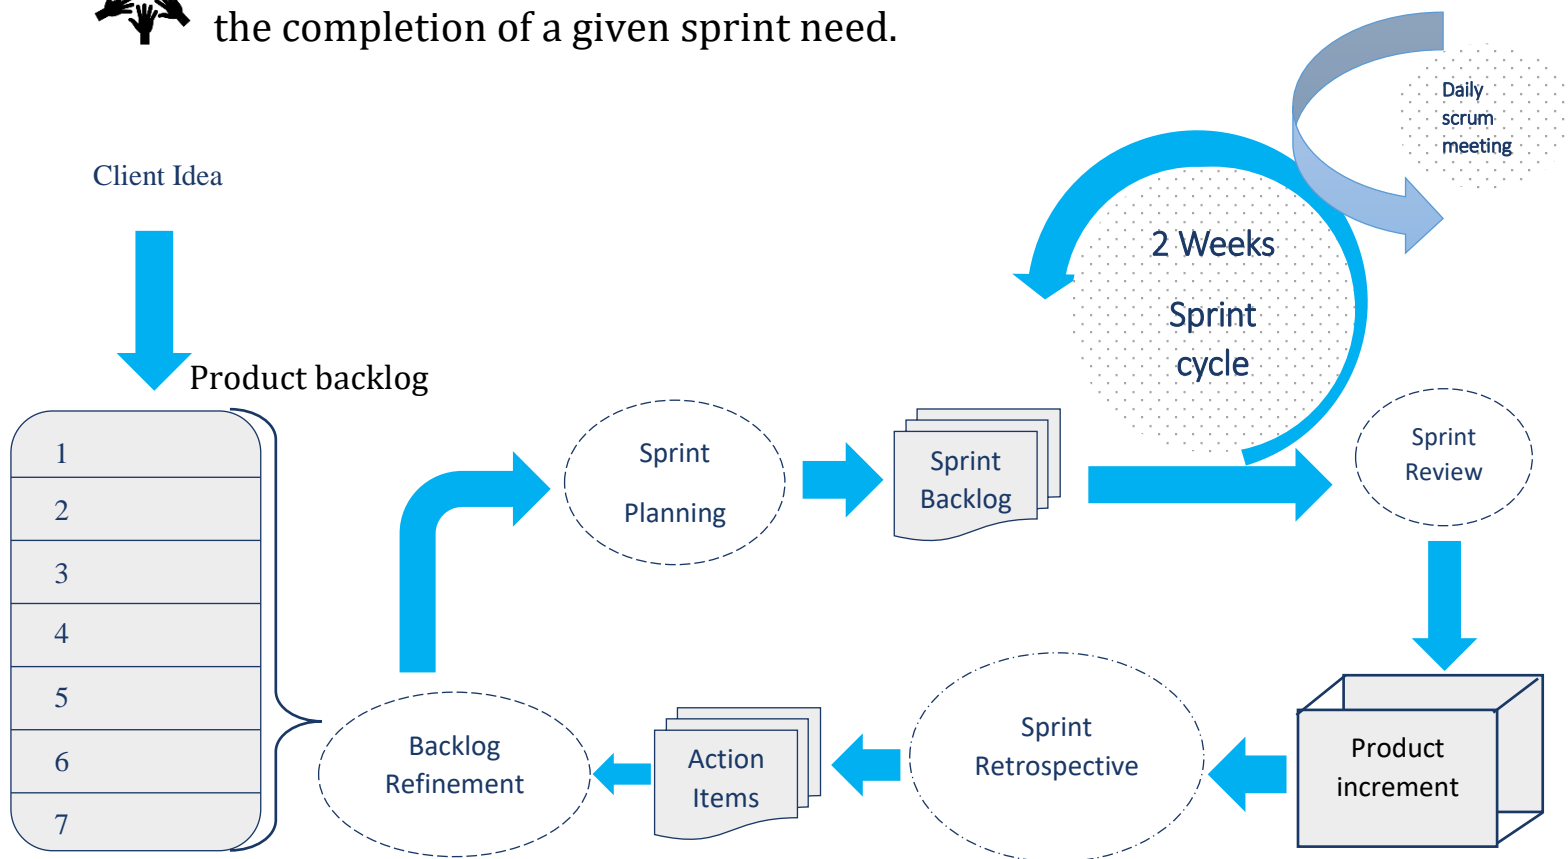 the completion of a given sprint need.
Daily
scrum
meeting
Client Idea
2 Weeks
Sprint
cycle
Product backlog
1
2
3
4
5
6
7
Sprint
Planning
Sprint
Backlog
Sprint
Review
Backlog
Refinement
Action
Items
Sprint
Retrospective
Product
increment